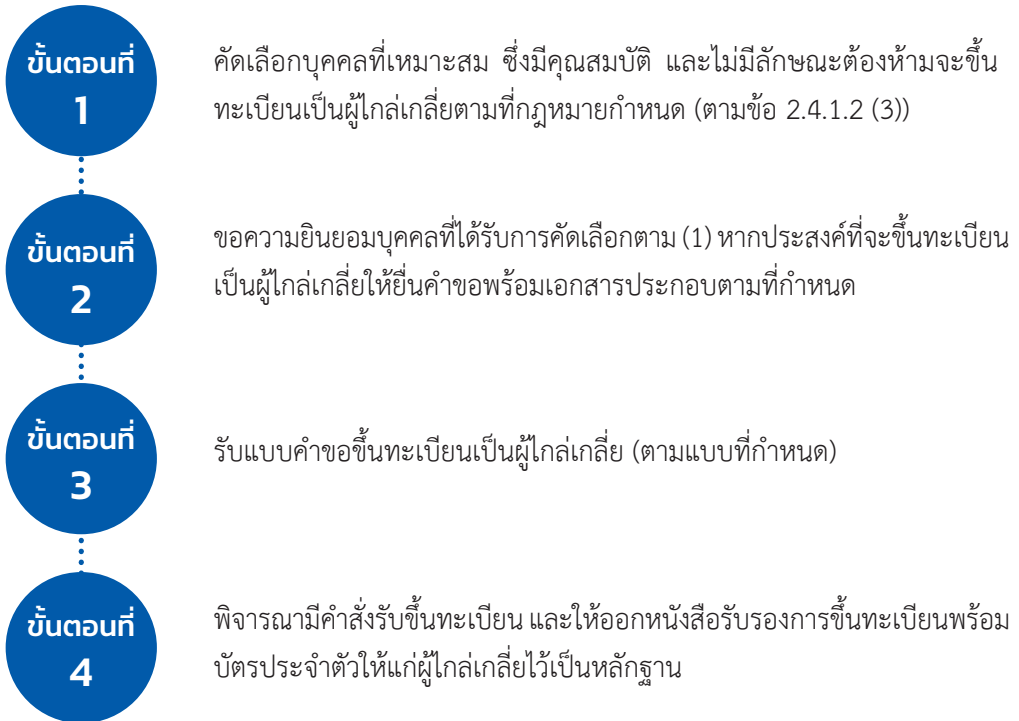 ขั้นตอนที่
1
คัดเลือกบุคคลที่เหมาะสม ซึ่งมีคุณสมบัติ และไม่มีลักษณะต้องห้ามจะขึ้น
ทะเบียนเป็นผู้ไกล่เกลี่ยตามที่กฎหมายกำหนด (ตามข้อ 2.4.1.2 (3))
ขั้นตอนที่
2
ขอความยินยอมบุคคลที่ได้รับการคัดเลือกตาม (1) หากประสงค์ที่จะขึ้นทะเบียน
เป็นผู้ไกล่เกลี่ยให้ยื่นคำขอพร้อมเอกสารประกอบตามที่กำหนด
ขั้นตอนที่
3
รับแบบคำขอขึ้นทะเบียนเป็นผู้ไกล่เกลี่ย (ตามแบบที่กำหนด)
ขั้นตอนที่
4
พิจารณามีคำสั่งรับขึ้นทะเบียน และให้ออกหนังสือรับรองการขึ้นทะเบียนพร้อม
บัตรประจำตัวให้แก่ผู้ไกล่เกลี่ยไว้เป็นหลักฐาน